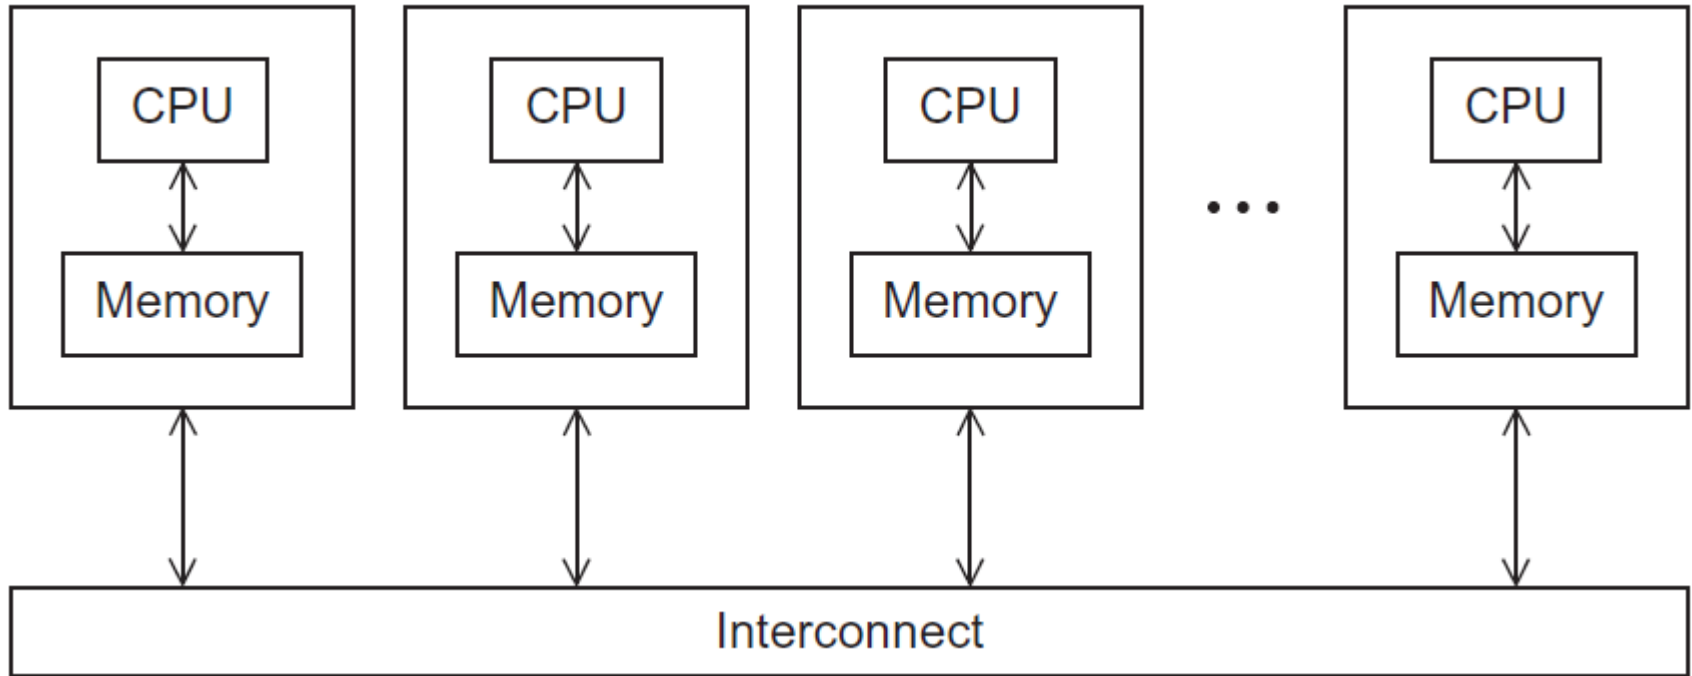 CPU CPU CPU CPU
Memory Memory Memory ... Memory
Interconnect